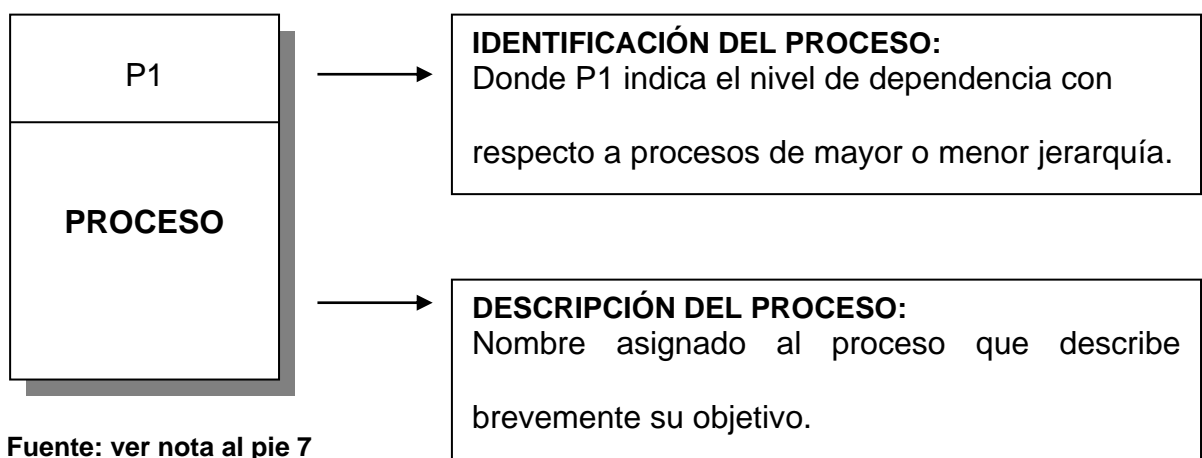 P1
PROCESO
IDENTIFICACIÓN DEL PROCESO:
Donde P1 indica el nivel de dependencia con
respecto a procesos de mayor o menor jerarquía.
DESCRIPCIÓN DEL PROCESO:
Nombre asignado al proceso que describe
brevemente su objetivo.
Fuente: ver nota al pie 7